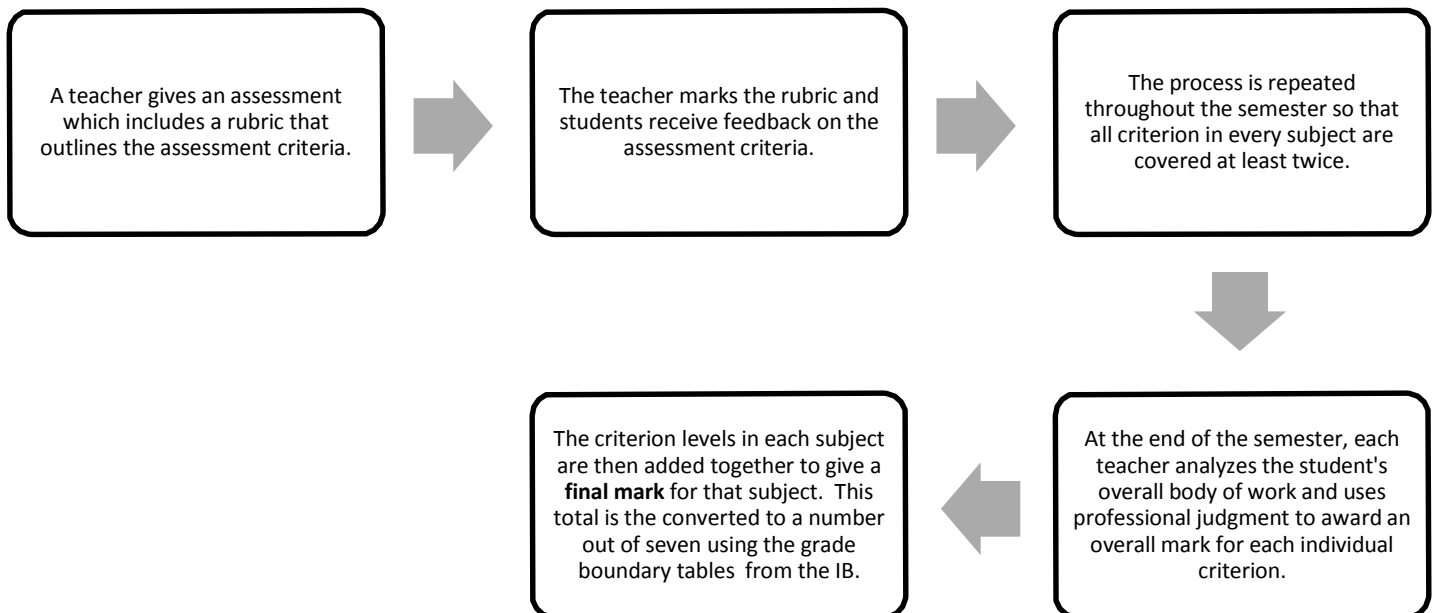 A teacher gives an assessment
which includes a rubric that
outlines the assessment criteria.
The teacher marks the rubric and
students receive feedback on the
assessment criteria.
The process is repeated
throughout the semester so that
all criterion in every subject are
covered at least twice.
At the end of the semester, each
teacher analyzes the student's
overall body of work and uses
professional judgment to award an
overall mark for each individual
criterion.
The criterion levels in each subject
are then added together to give a
final mark for that subject.  This
total is the converted to a number
out of seven using the grade
boundary tables  from the IB.